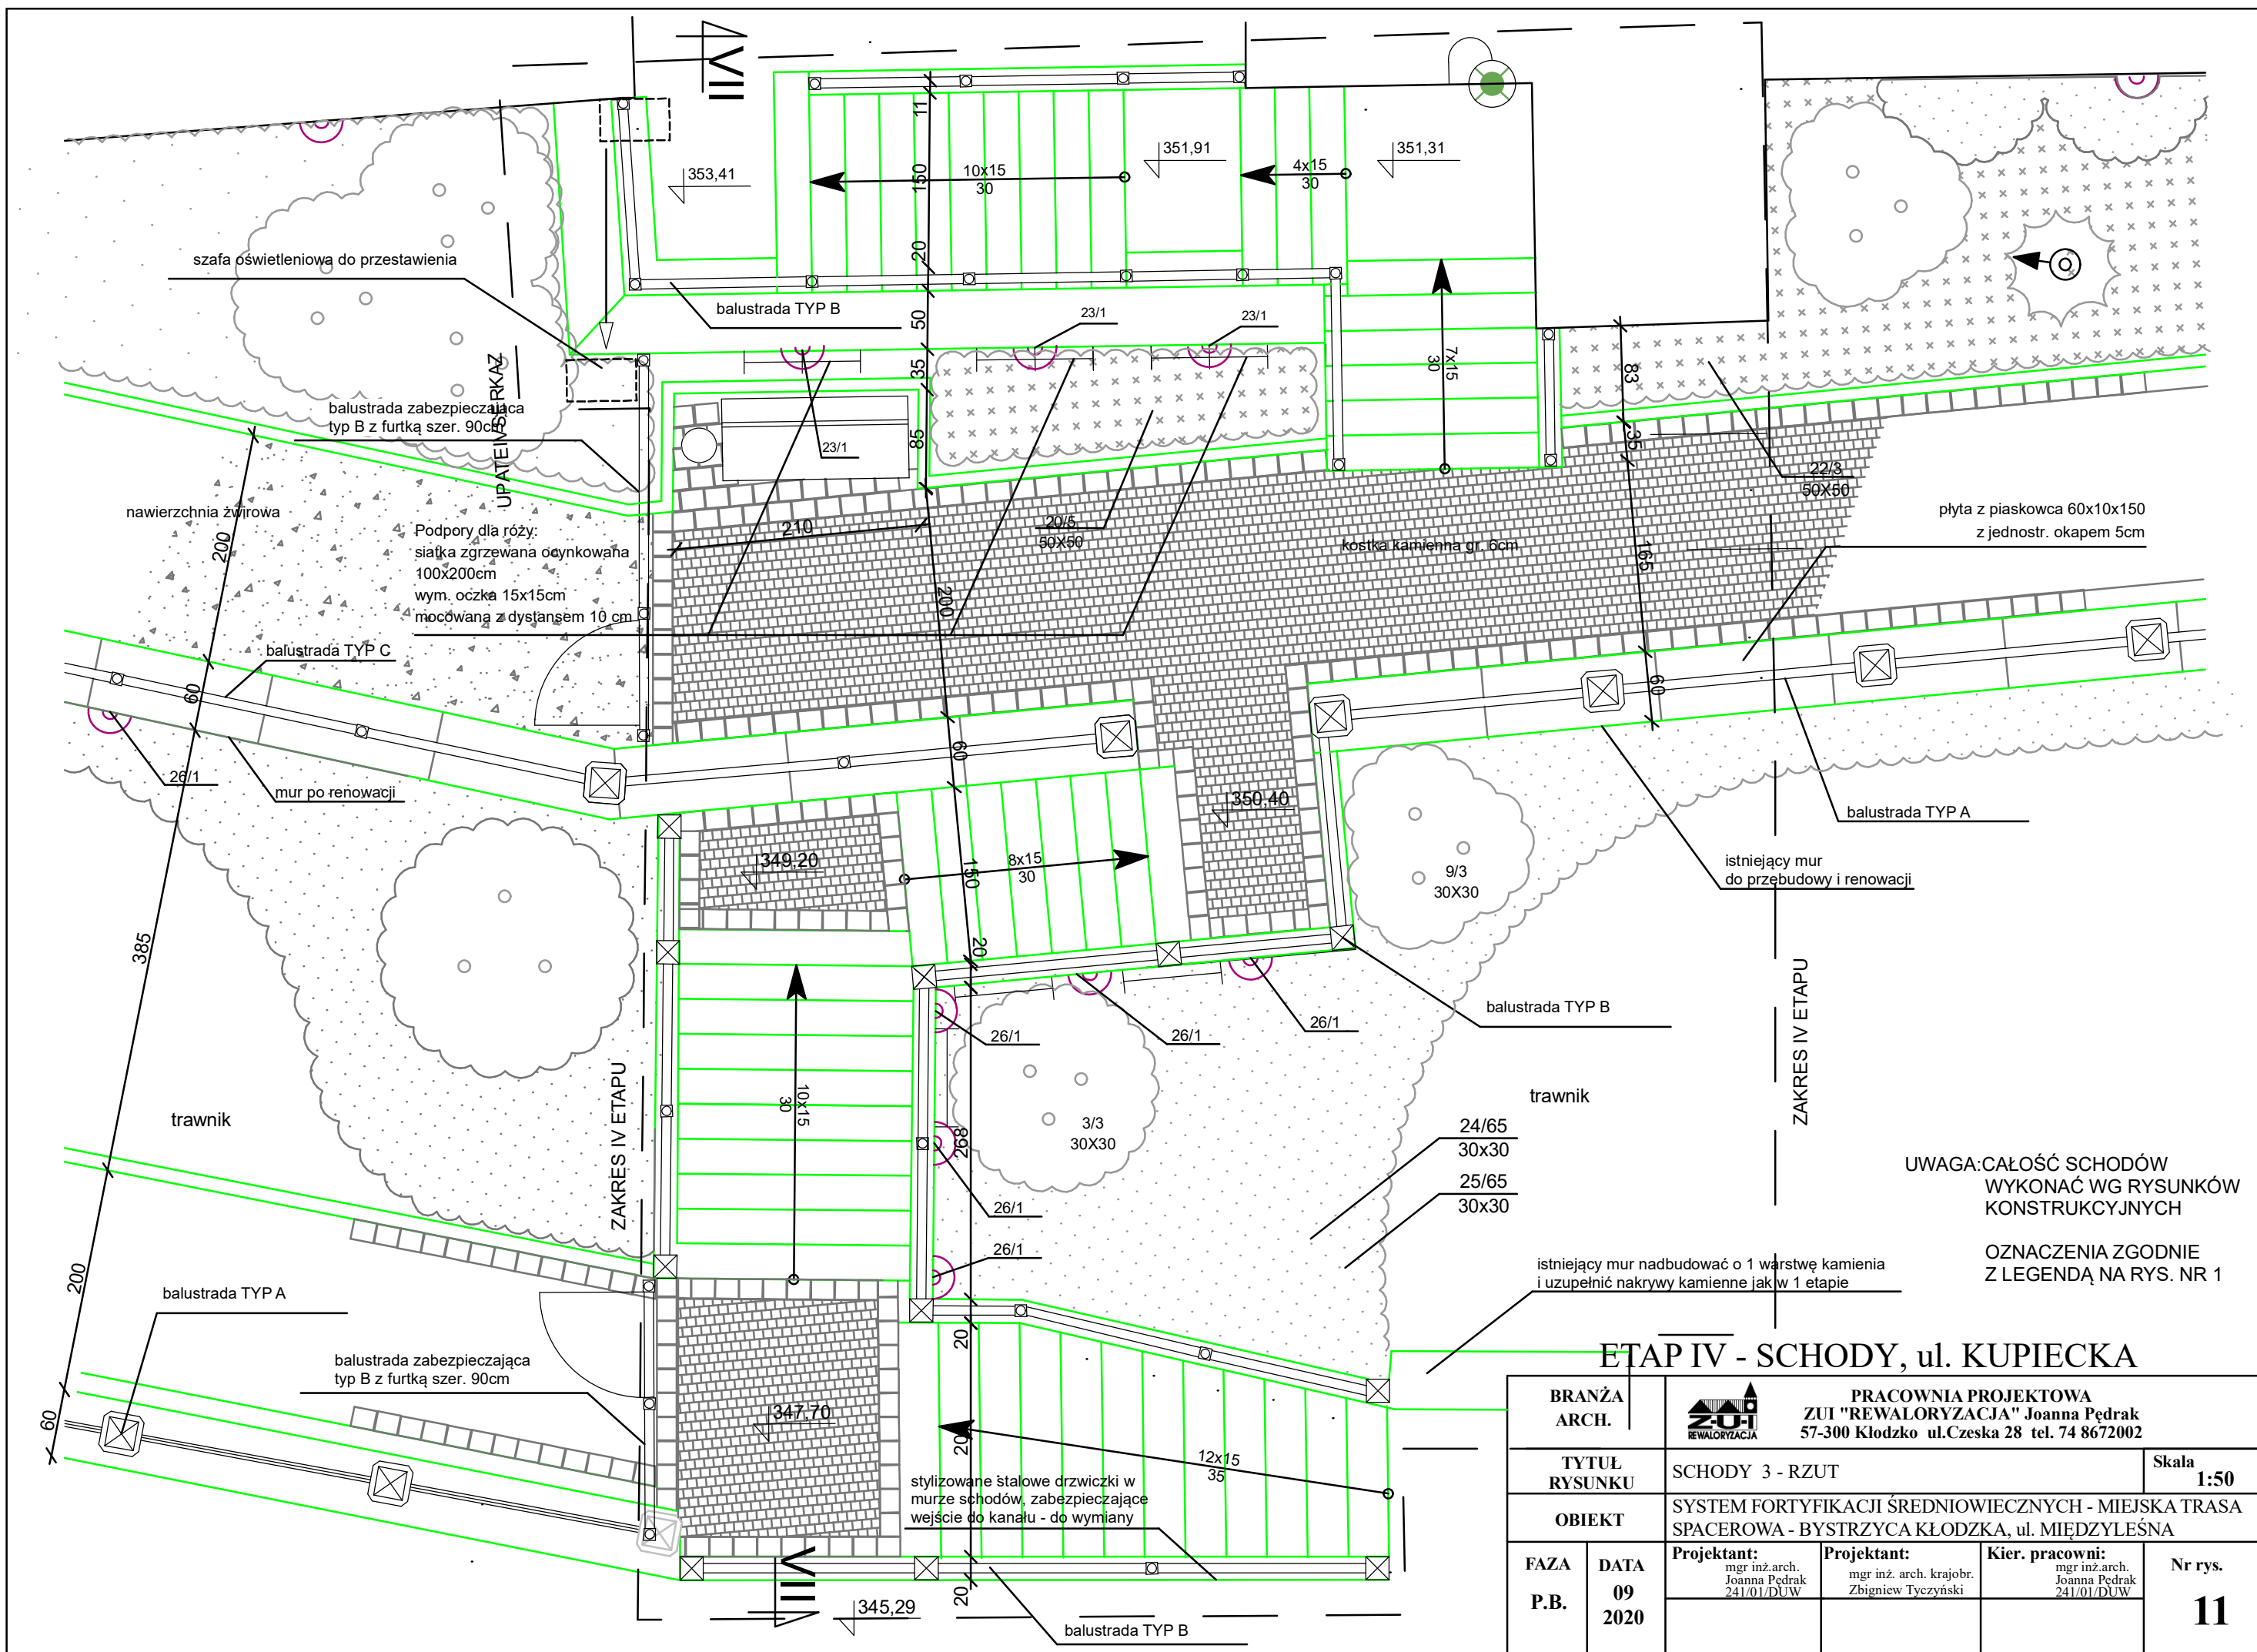 VII
11
353,41
150
10x15
30
351,91
4x15
30
351,31
szafa oświetleniowa do przestawienia
20
balustrada TYP B
50
23/1
23/1
7x15
30
83
35
balustrada zabezpieczająca
typ B z furtką szer. 90cm
85
23/1
35
22/3
50X50
nawierzchnia żwirowa
200
Podpory dla róży:
siatka zgrzewana ocynkowana
100x200cm
wym. oczka 15x15cm
mocowana z dystansem 10 cm
210
20/5
50X50
kostka kamienna gr. 6cm
165
płyta z piaskowca 60x10x150
z jednostr. okapem 5cm
200
balustrada TYP C
60
60
60
26/1
mur po renowacji
350,40
balustrada TYP A
349,20
150
8x15
30
9/3
30X30
istniejący mur
do przebudowy i renowacji
385
20
balustrada TYP B
26/1
26/1
26/1
ZAKRES IV ETAPU
ZAKRES IV ETAPU
10x15
30
trawnik
trawnik
3/3
30X30
298
24/65
30x30
25/65
30x30
26/1
26/1
UWAGA:CAŁOŚĆ SCHODÓW
WYKONAĆ WG RYSUNKÓW
KONSTRUKCYJNYCH
OZNACZENIA ZGODNIE
Z LEGENDĄ NA RYS. NR 1
200
balustrada TYP A
istniejący mur nadbudować o 1 warstwę kamienia
i uzupełnić nakrywy kamienne jak w 1 etapie
20
balustrada zabezpieczająca
typ B z furtką szer. 90cm
60
347,70
12x15
35
stylizowane stalowe drzwiczki w
murze schodów, zabezpieczające
wejście do kanału - do wymiany
VII
20
345,29
balustrada TYP B
ETAP IV - SCHODY, ul. KUPIECKA
BRANŻA
ARCH.
Z-U-I
REWALORYZACJA
PRACOWNIA PROJEKTOWA
ZUI "REWALORYZACJA" Joanna Pędrak
57-300 Kłodzko ul.Czeska 28 tel. 74 8672002
TYTUŁ
RYSUNKU
SCHODY 3 - RZUT
Skala
1:50
OBIEKT
SYSTEM FORTYFIKACJI ŚREDNIOWIECZNYCH - MIEJSKA TRASA
SPACEROWA - BYSTRZYCA KŁODZKA, ul. MIĘDZYLEŚNA
FAZA
P.B.
DATA
09
2020
Projektant:
mgr inż.arch.
Joanna Pędrak
241/01/DUW
Projektant:
mgr inż. arch. krajobr.
Zbigniew Tyczyński
Kier. pracowni:
mgr inż.arch.
Joanna Pędrak
241/01/DUW
Nr rys.
11